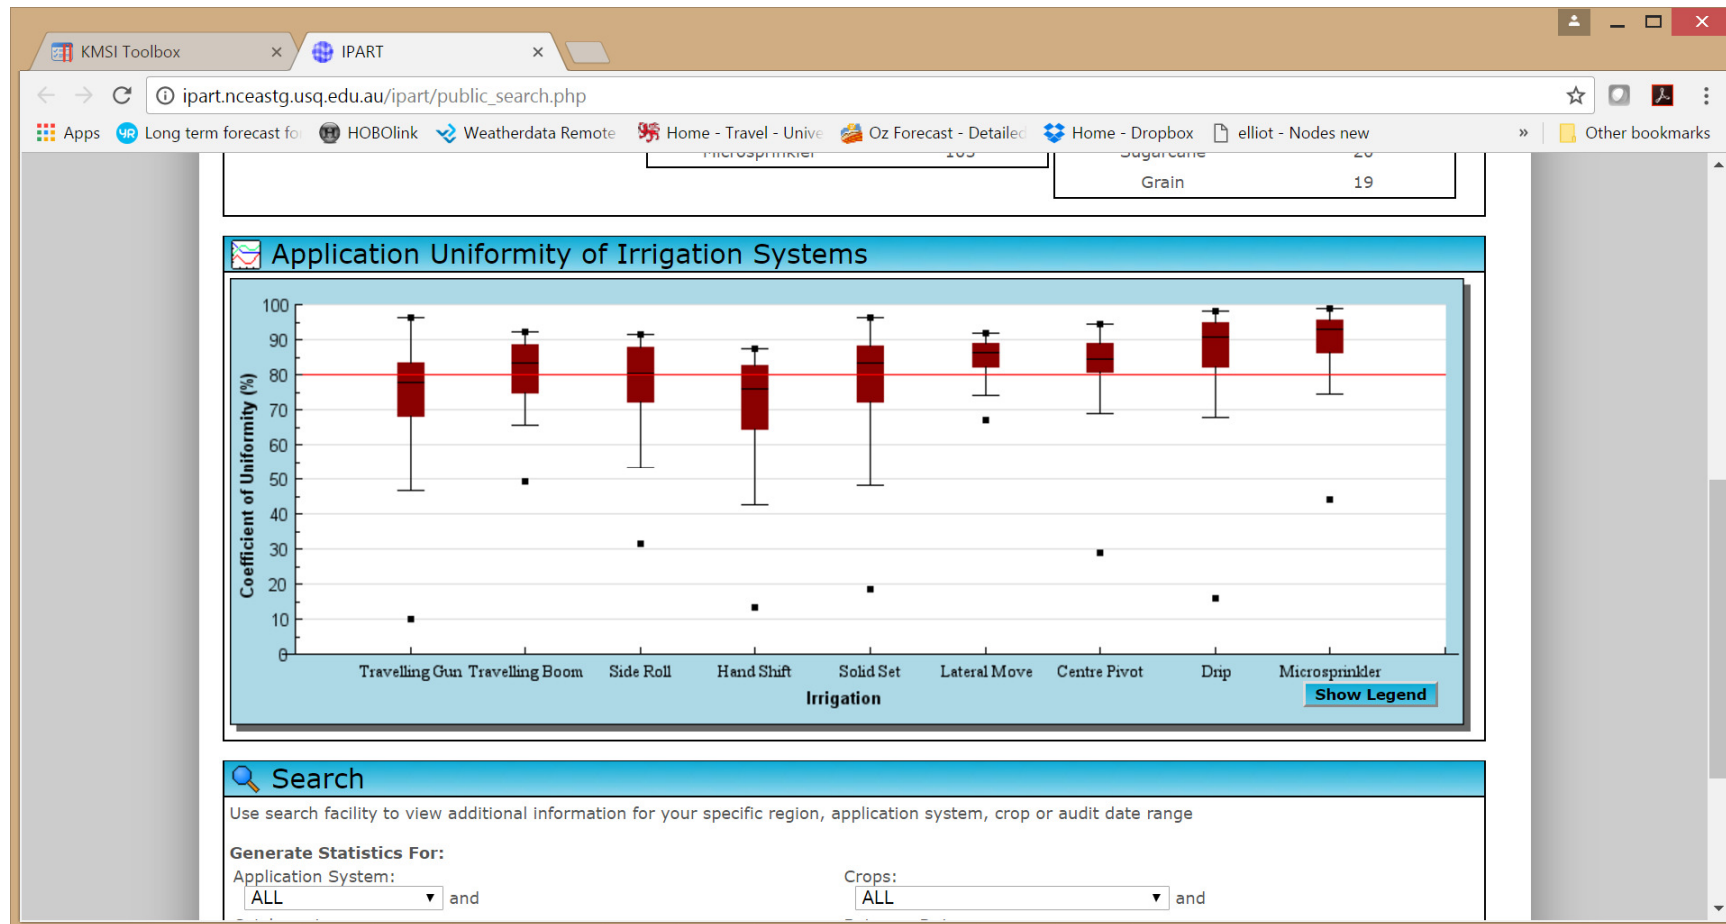 KMSI Toolbox IPART
ipart.nceastg.usq.edu.au/ipart/public_search.php
Apps Long term forecast fo HOBOlink Weatherdata Remote Home - Travel - Unive Oz Forecast - Detailed Home - Dropbox elliot - Nodes new » Other bookmarks
Microsprinkler 105 Sugarcane 20
Grain 19
Application Uniformity of Irrigation Systems
100
90
80
70
60
50
40
30
20
10
0
Coefficient of Uniformity (%)
Travelling Gun Travelling Boom Side Roll Hand Shift Solid Set Lateral Move Centre Pivot Drip Microsprinkler
Irrigation
Show Legend
Search
Use search facility to view additional information for your specific region, application system, crop or audit date range
Generate Statistics For:
Application System: Crops:
ALL and ALL and